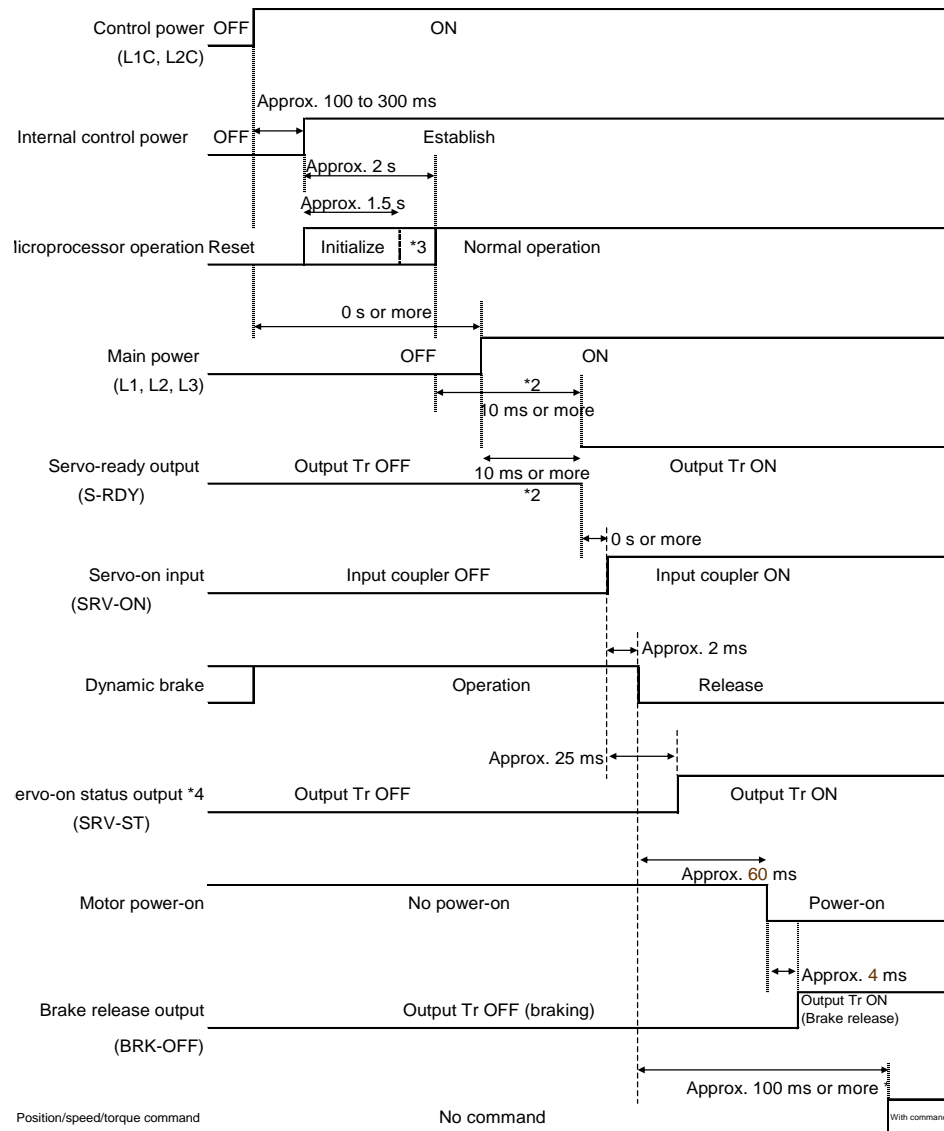 Control power OFF ON
(L1C, L2C)
Approx. 100 to 300 ms
Internal control power OFF Establish
Approx. 2 s
Approx. 1.5 s
icroprocessor operation Reset Initialize *3 Normal operation
0 s or more
Main power OFF ON
(L1, L2, L3)
*2
10 ms or more
Servo-ready output Output Tr OFF Output Tr ON
(S-RDY)
10 ms or more
*2
0 s or more
Servo-on input Input coupler OFF Input coupler ON
(SRV-ON)
Approx. 2 ms
Dynamic brake Operation Release
Approx. 25 ms
ervo-on status output *4 Output Tr OFF Output Tr ON
(SRV-ST)
Approx. 60 ms
Motor power-on No power-on Power-on
Approx. 4 ms
Brake release output Output Tr OFF (braking) Output Tr ON
(Brake release)
(BRK-OFF)
Approx. 100 ms or more
Position/speed/torque command No command With command